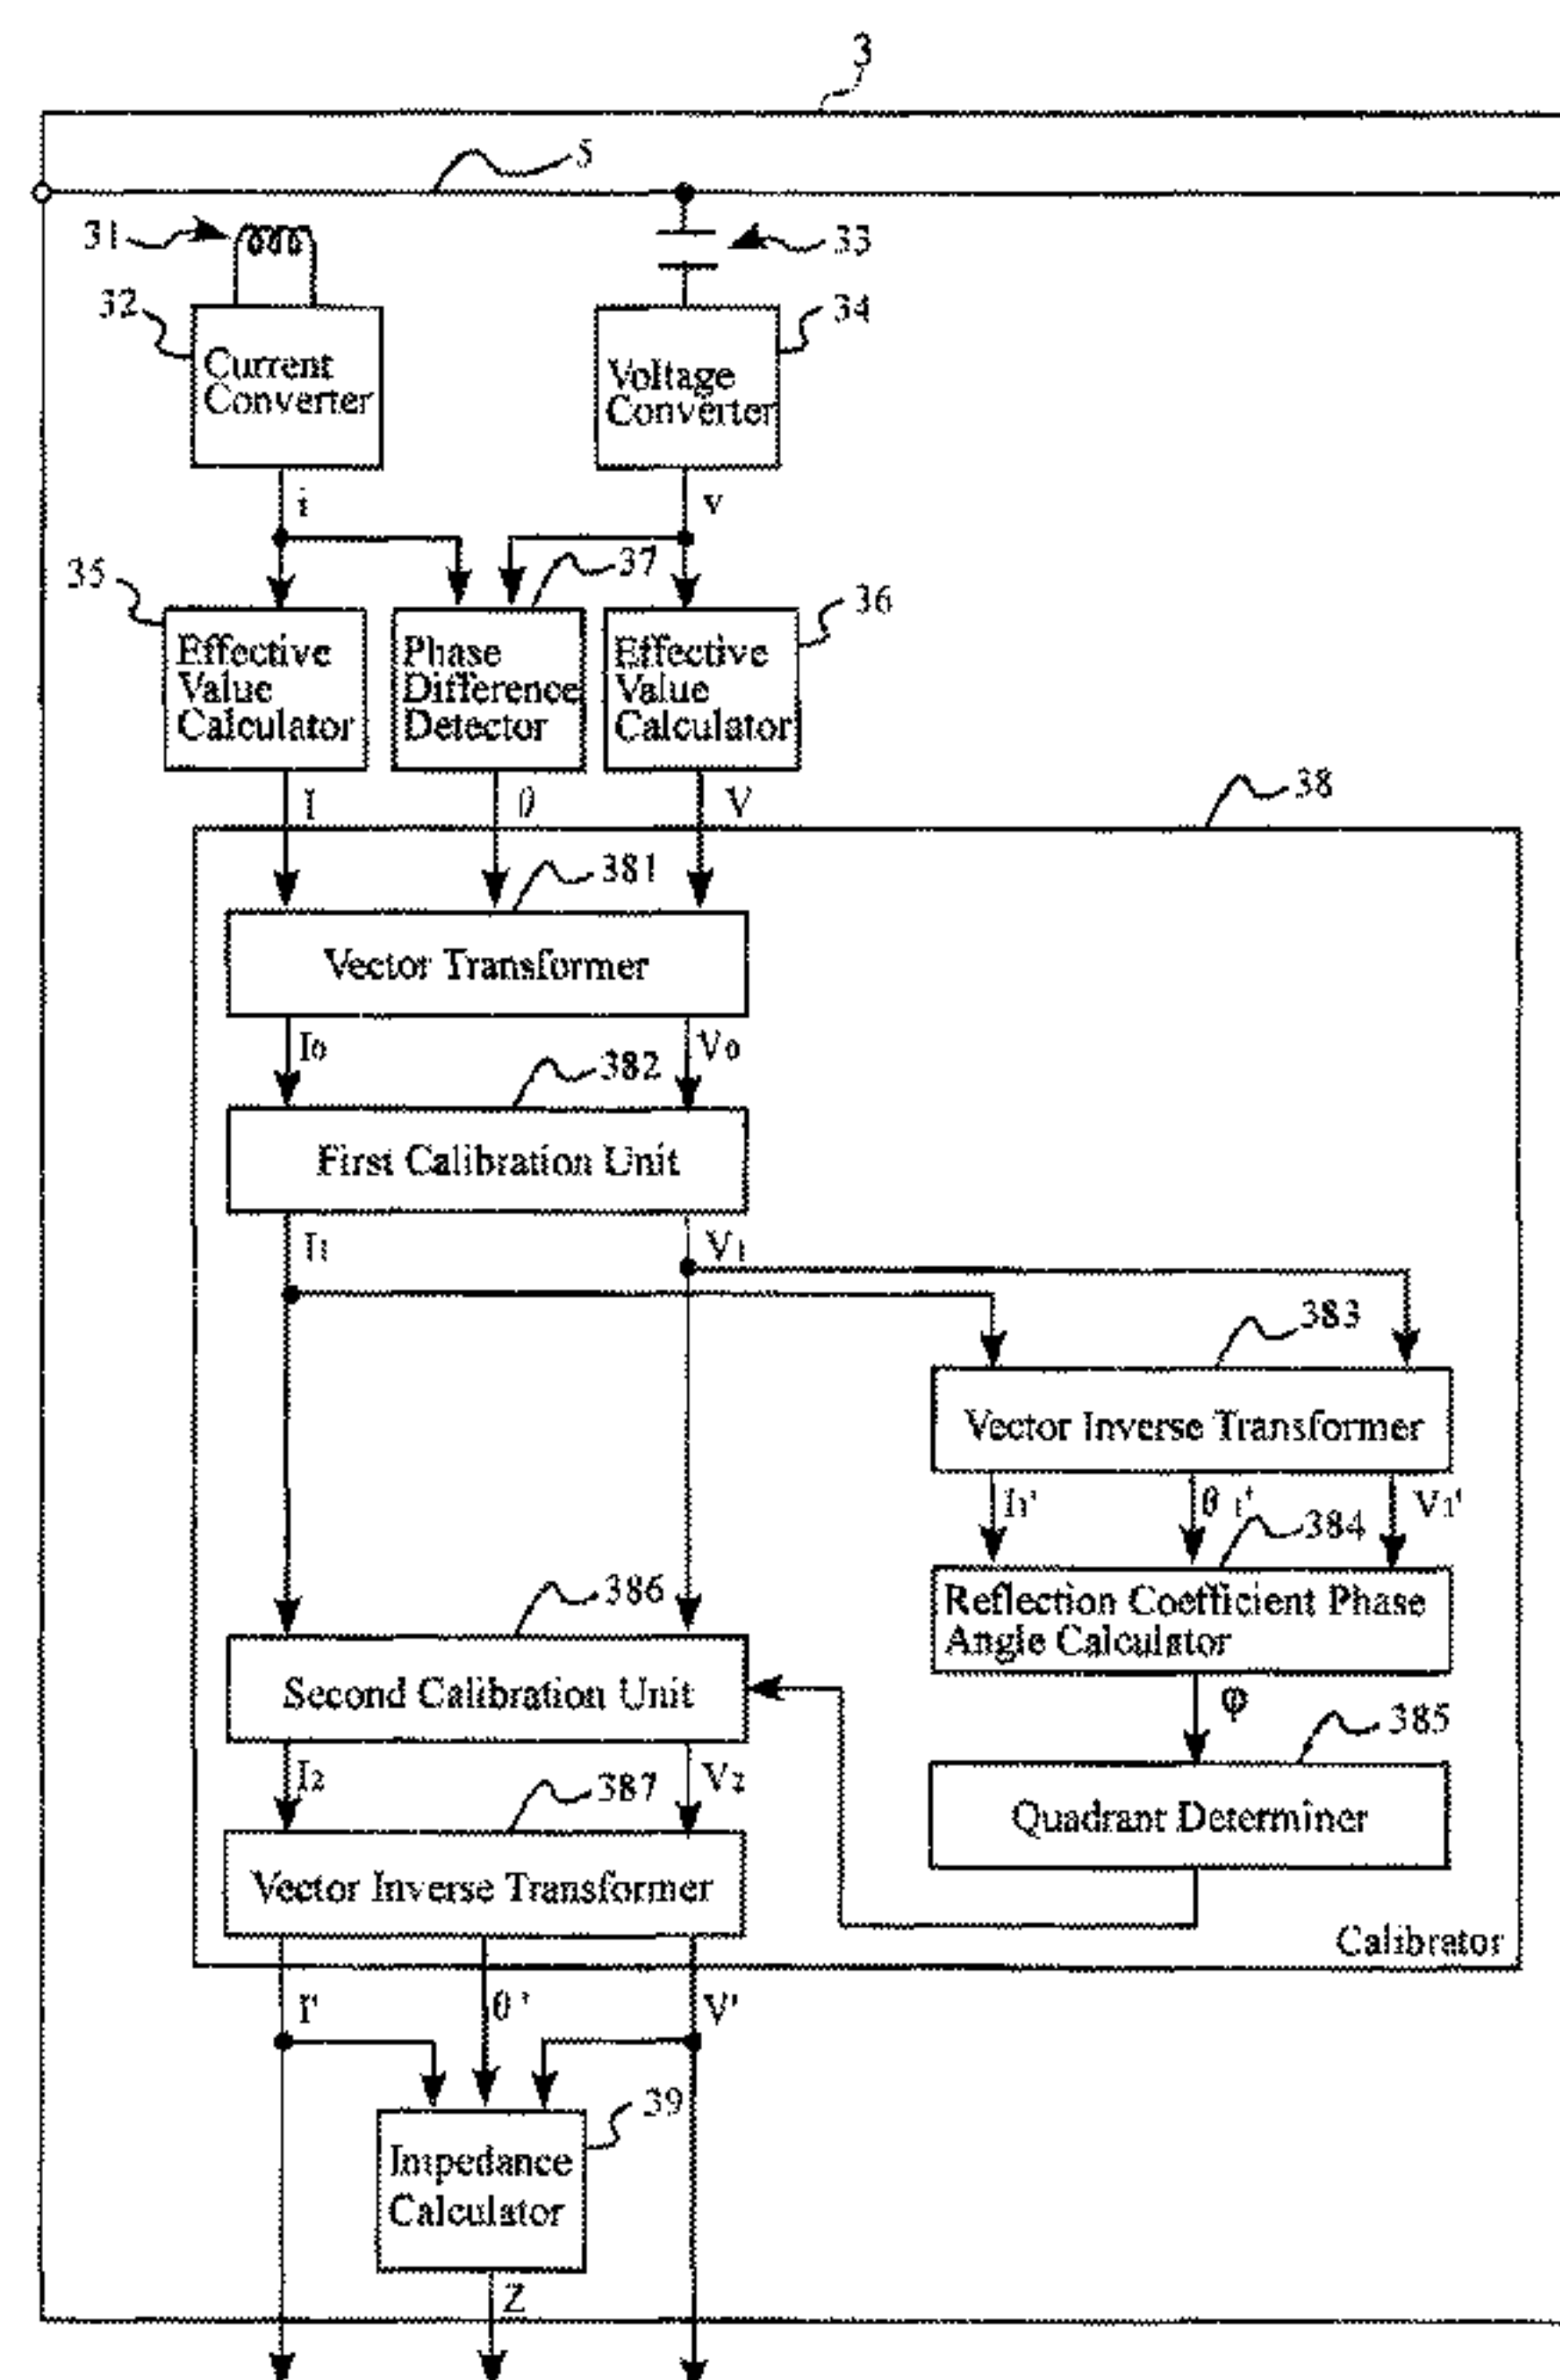 3
5
31
33
32
34
Current
Converter
Voltage
Converter
i
v
35
37
36
Effective
Value
Calculator
Phase
Difference
Detector
Effective
Value
Calculator
I
θ
V
38
381
Vector Transformer
I0
V0
382
First Calibration Unit
I1
V1
383
Vector Inverse Transformer
I1'
θ1'
V1'
384
Reflection Coefficient Phase
Angle Calculator
386
Second Calibration Unit
φ
385
I2
V2
387
Quadrant Determiner
Vector Inverse Transformer
Calibrator
I'
θ'
V'
39
Impedance
Calculator
Z